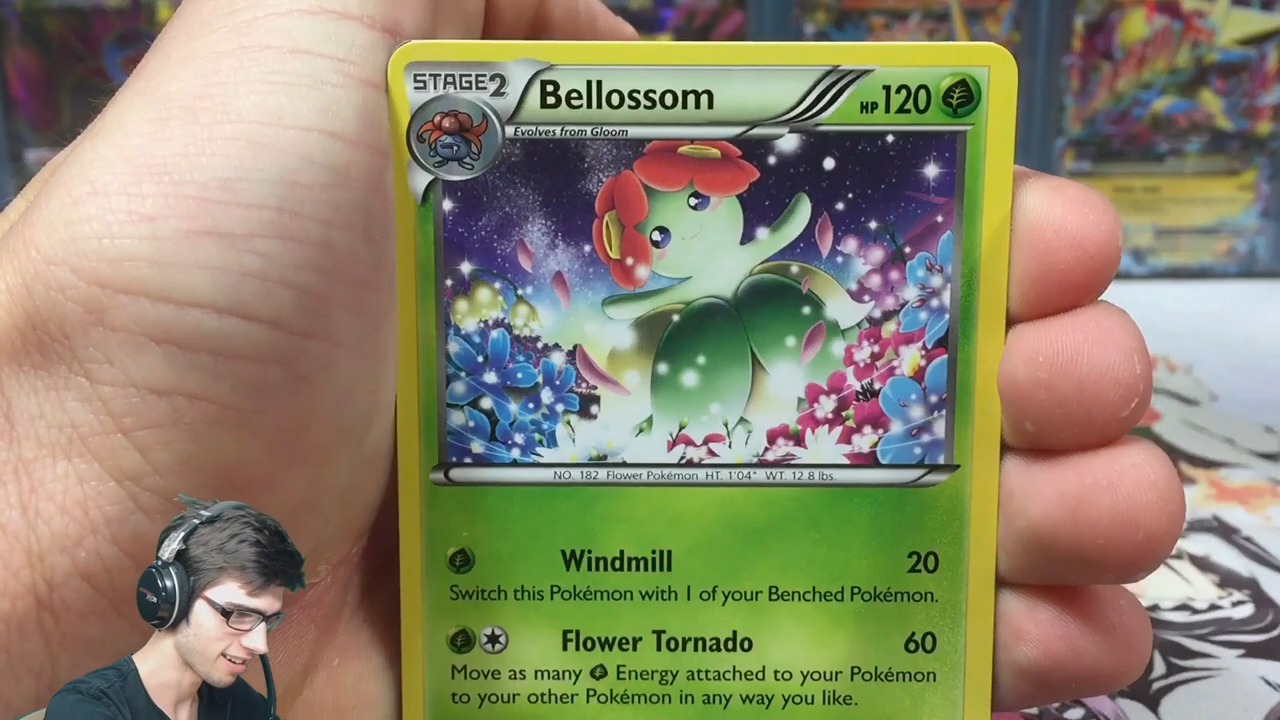 STAGE2 Bellossom HP 120
Evolves from Gloom
NO. 182 Flower Pokémon HT. 1'04" WT. 12.8 lbs.
Windmill 20
Switch this Pokémon with 1 of your Benched Pokémon.
Flower Tornado 60
Move as many Energy attached to your Pokémon
to your other Pokémon in any way you like.